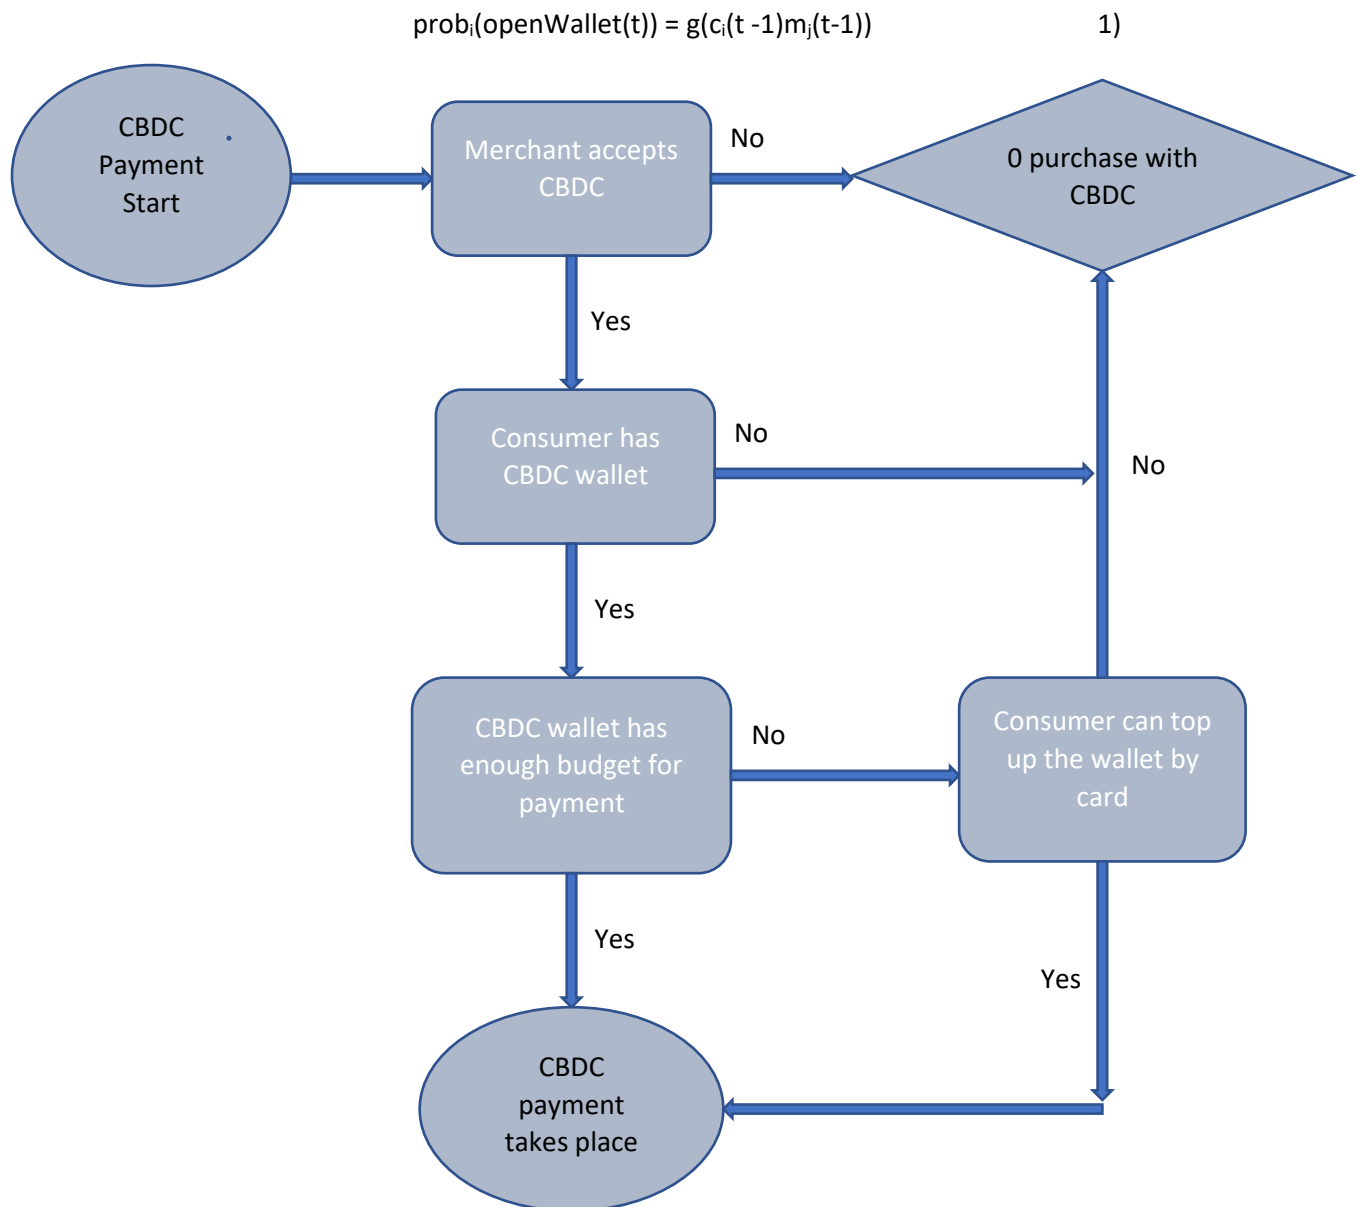 probᵢ(openWallet(t)) = g(cᵢ(t -1)mⱼ(t-1)) 1)
CBDC
Payment
Start
Merchant accepts
CBDC
No
0 purchase with
CBDC
Yes
Consumer has
CBDC wallet
No
No
Yes
CBDC wallet has
enough budget for
payment
No
Consumer can top
up the wallet by
card
Yes
Yes
CBDC
payment
takes place